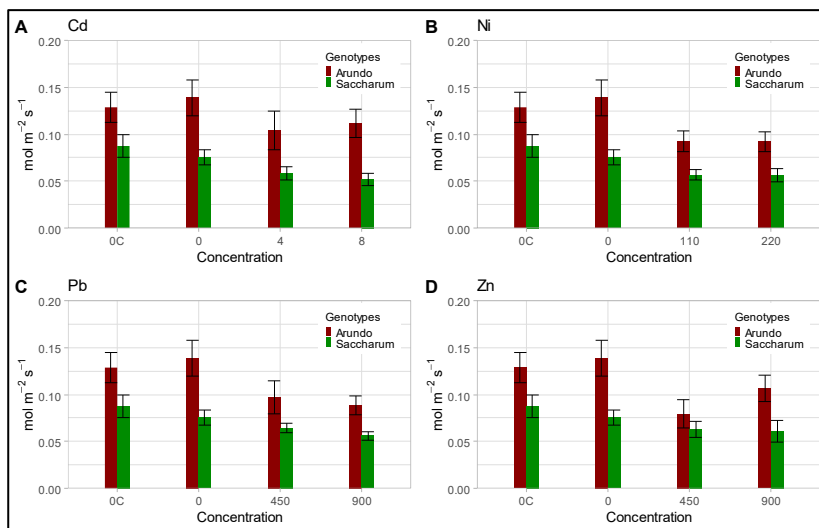 A Cd
0.20
0.15
0.10
0.05
0.00
mol m⁻² s⁻¹
Genotypes
Arundo
Saccharum
0C 0 4 8
Concentration
B Ni
0.20
0.15
0.10
0.05
0.00
mol m⁻² s⁻¹
Genotypes
Arundo
Saccharum
0C 0 110 220
Concentration
C Pb
0.20
0.15
0.10
0.05
0.00
mol m⁻² s⁻¹
Genotypes
Arundo
Saccharum
0C 0 450 900
Concentration
D Zn
0.20
0.15
0.10
0.05
0.00
mol m⁻² s⁻¹
Genotypes
Arundo
Saccharum
0C 0 450 900
Concentration